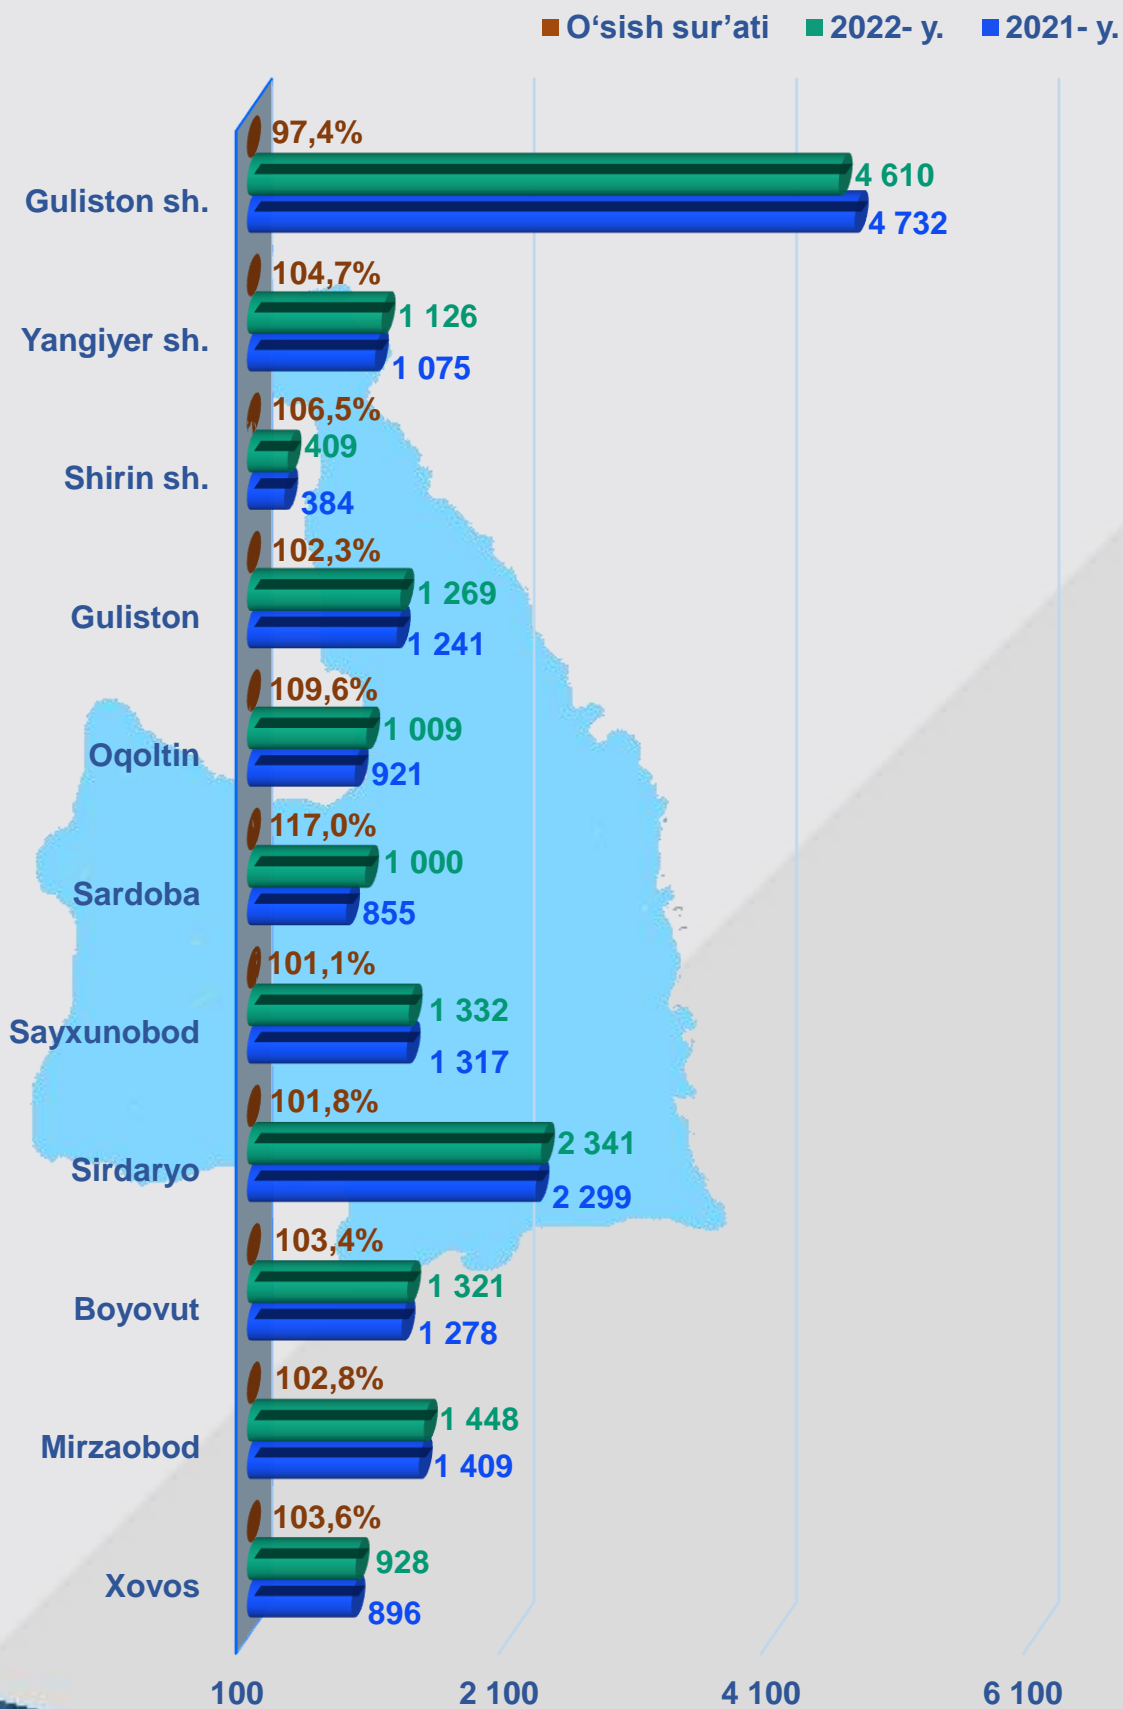 O‘sish sur’ati 2022- y. 2021- y.
97,4%
4 610
Guliston sh.
4 732
104,7%
1 126
Yangiyer sh.
1 075
106,5%
409
Shirin sh.
384
102,3%
1 269
Guliston
1 241
109,6%
1 009
Oqoltin
921
117,0%
1 000
Sardoba
855
101,1%
1 332
Sayxunobod
1 317
101,8%
2 341
Sirdaryo
2 299
103,4%
1 321
Boyovut
1 278
102,8%
1 448
Mirzaobod
1 409
103,6%
928
Xovos
896
100 2 100 4 100 6 100